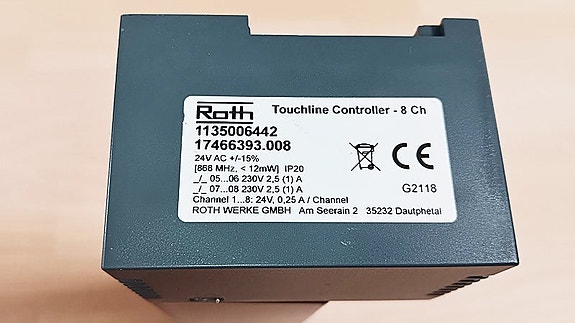 Roth Touchline Controller - 8 Ch
1135006442
17466393.008
24V AC +/-15%
[868 MHz, < 12mW] IP20
_/_ 05...06 230V 2,5 (1) A
_/_ 07...08 230V 2,5 (1) A
G2118
Channel 1...8: 24V, 0,25 A / Channel
ROTH WERKE GMBH Am Seerain 2 35232 Dautphetal